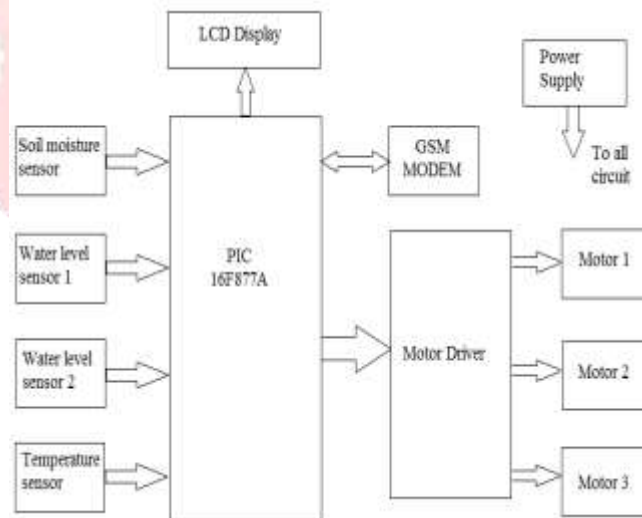 LCD Display
Power
Supply
To all
circuit
Soil moisture
sensor
GSM
MODEM
Water level
sensor 1
PIC
16F877A
Motor 1
Water level
sensor 2
Motor Driver
Motor 2
Temperature
sensor
Motor 3